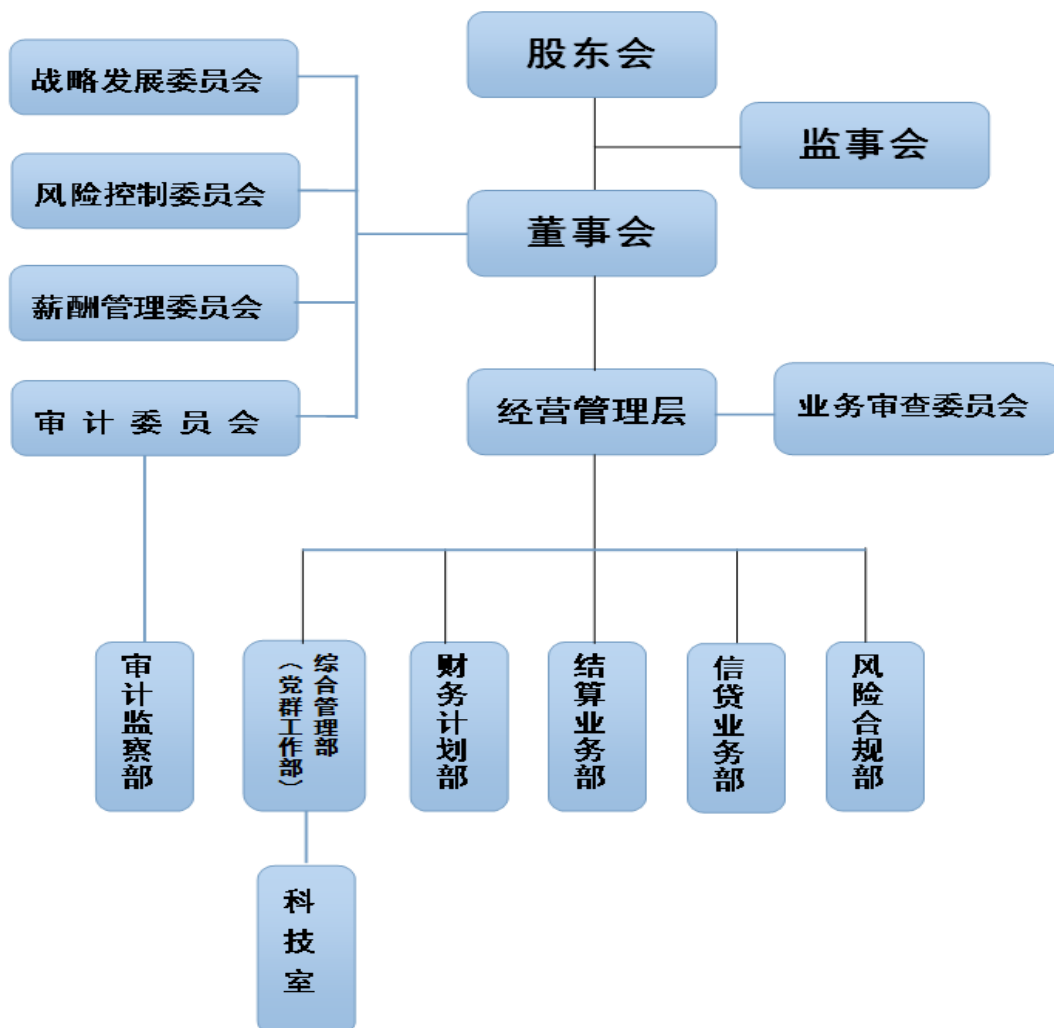 股东会
战略发展委员会
监事会
风险控制委员会
董事会
薪酬管理委员会
经营管理层
业务审查委员会
审计委员会
审计监察部
综合管理部
（党群工作部）
财务计划部
结算业务部
信贷业务部
风险合规部
科技室